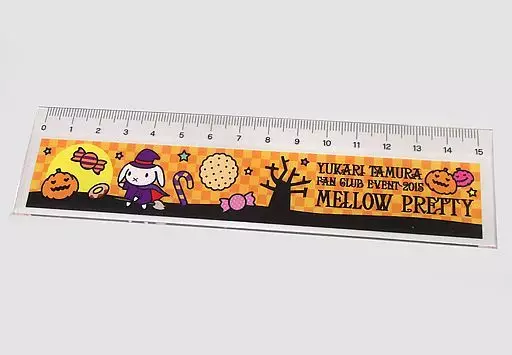 0 1 2 3 4 5 6 7 8 9 10 11 12 13 14 15
YUKARI TAMURA
FAN CLUB EVENT 2015
MELLOW PRETTY